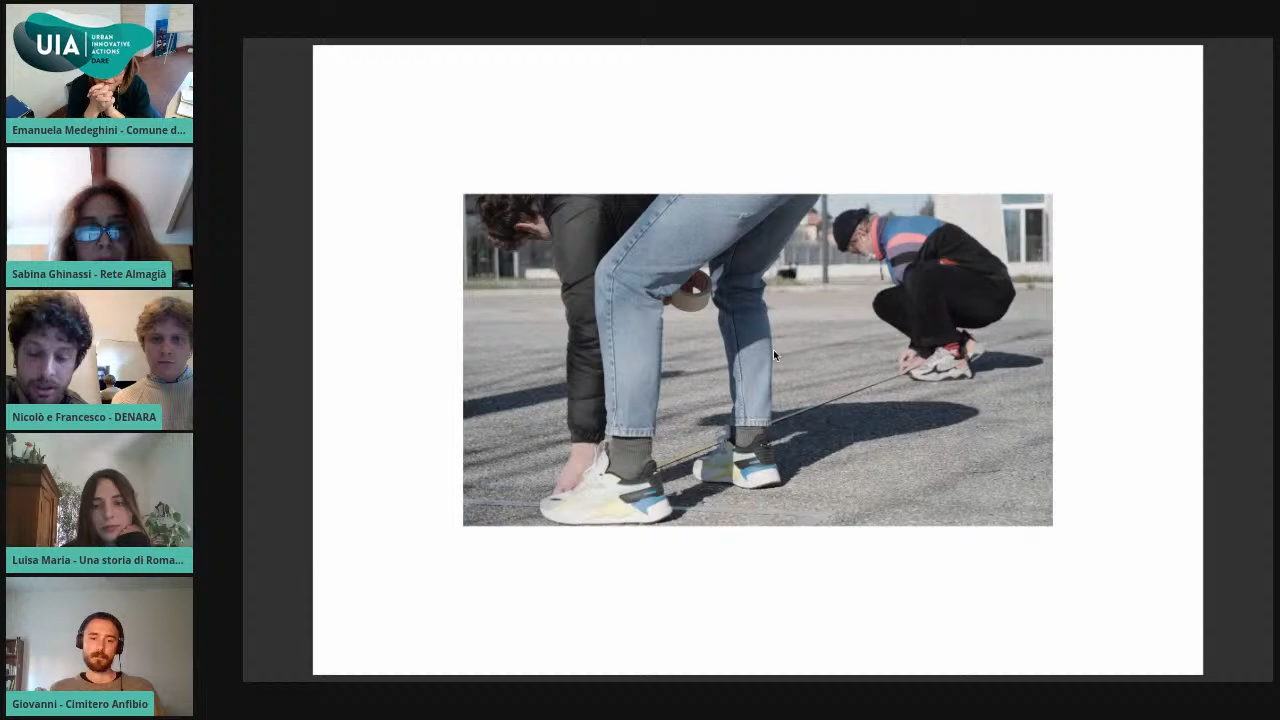 UIA
URBAN
INNOVATIVE
ACTIONS
DARE
Emanuela Medeghini - Comune d...
Sabina Ghinassi - Rete Almagià
Nicolò e Francesco - DENARA
Luisa Maria - Una storia di Roma...
Giovanni - Cimitero Anfibio